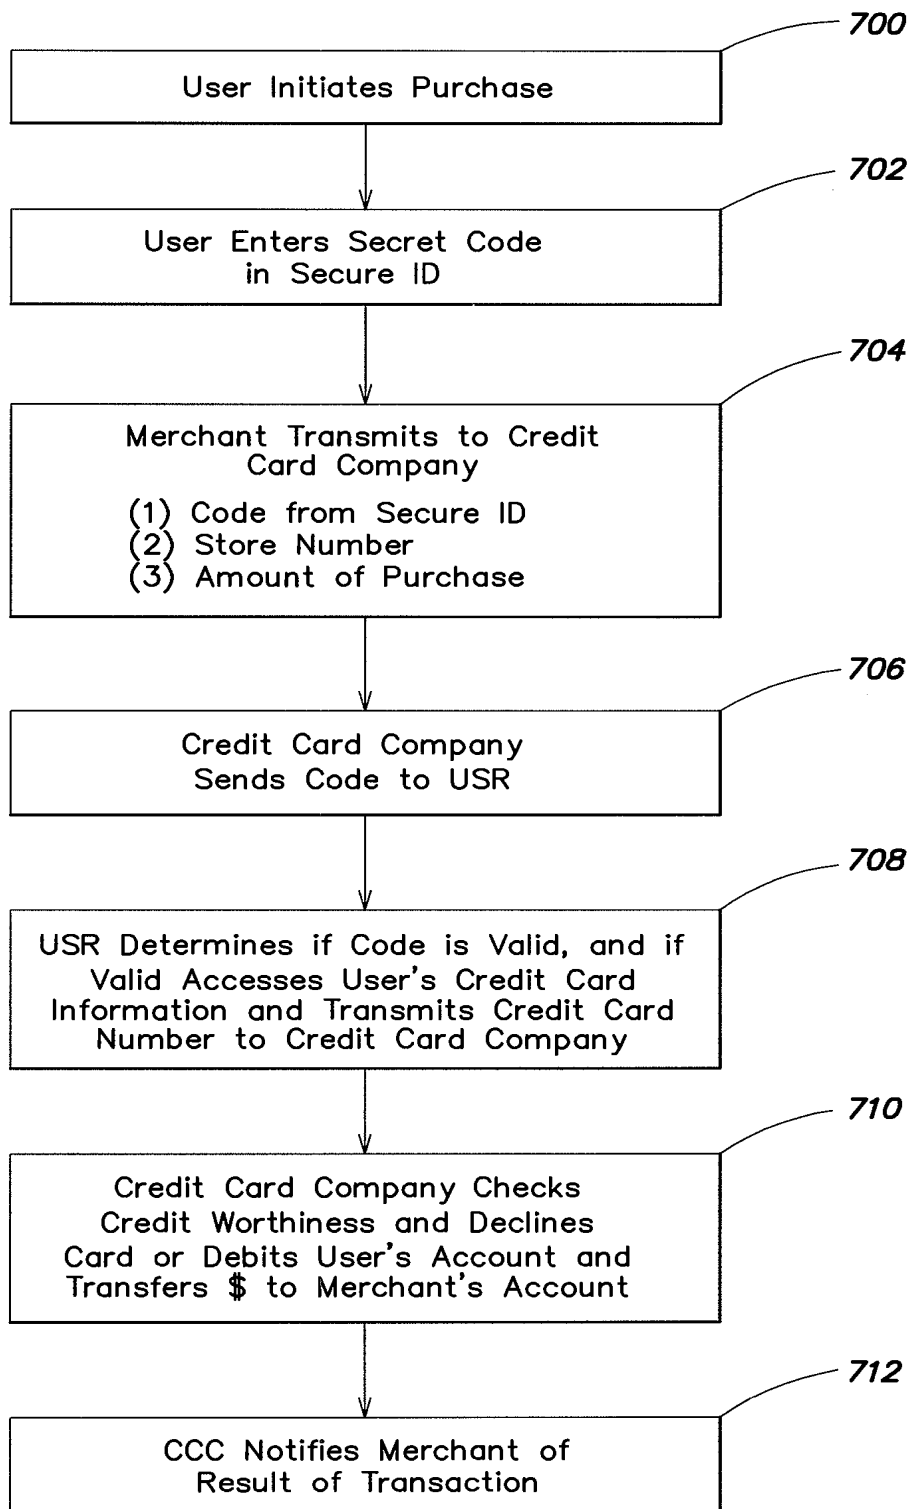 700
User Initiates Purchase
702
User Enters Secret Code
in Secure ID
704
Merchant Transmits to Credit
Card Company
(1) Code from Secure ID
(2) Store Number
(3) Amount of Purchase
706
Credit Card Company
Sends Code to USR
708
USR Determines if Code is Valid, and if
Valid Accesses User's Credit Card
Information and Transmits Credit Card
Number to Credit Card Company
710
Credit Card Company Checks
Credit Worthiness and Declines
Card or Debits User's Account and
Transfers $ to Merchant's Account
712
CCC Notifies Merchant of
Result of Transaction